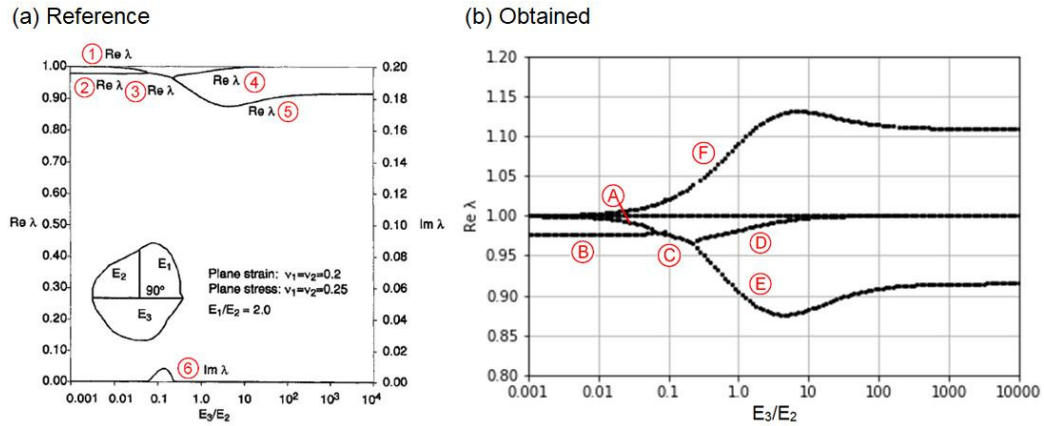 (a) Reference
(b) Obtained
① Re λ
1.00
0.20
② Re λ ③ Re λ
④ Re λ
0.90
0.18
Re λ ⑤
0.80
0.16
0.70
0.14
0.60
0.12
Re λ 0.50
0.10 Im λ
0.40
0.08
0.30
0.06
0.20
0.04
0.10
0.02
0.00
0.00
E₂ E₁
90°
E₃
Plane strain: ν₁=ν₂=0.2
Plane stress: ν₁=ν₂=0.25
E₁/E₂ = 2.0
⑥ Im λ
0.001 0.01 0.1 1.0 10 10² 10³ 10⁴
E₃/E₂
1.20
1.15
1.10
1.05
1.00
0.95
0.90
0.85
0.80
Re λ
F
A
B
C
D
E
0.001 0.01 0.1 1.0 10 100 1000 10000
E₃/E₂